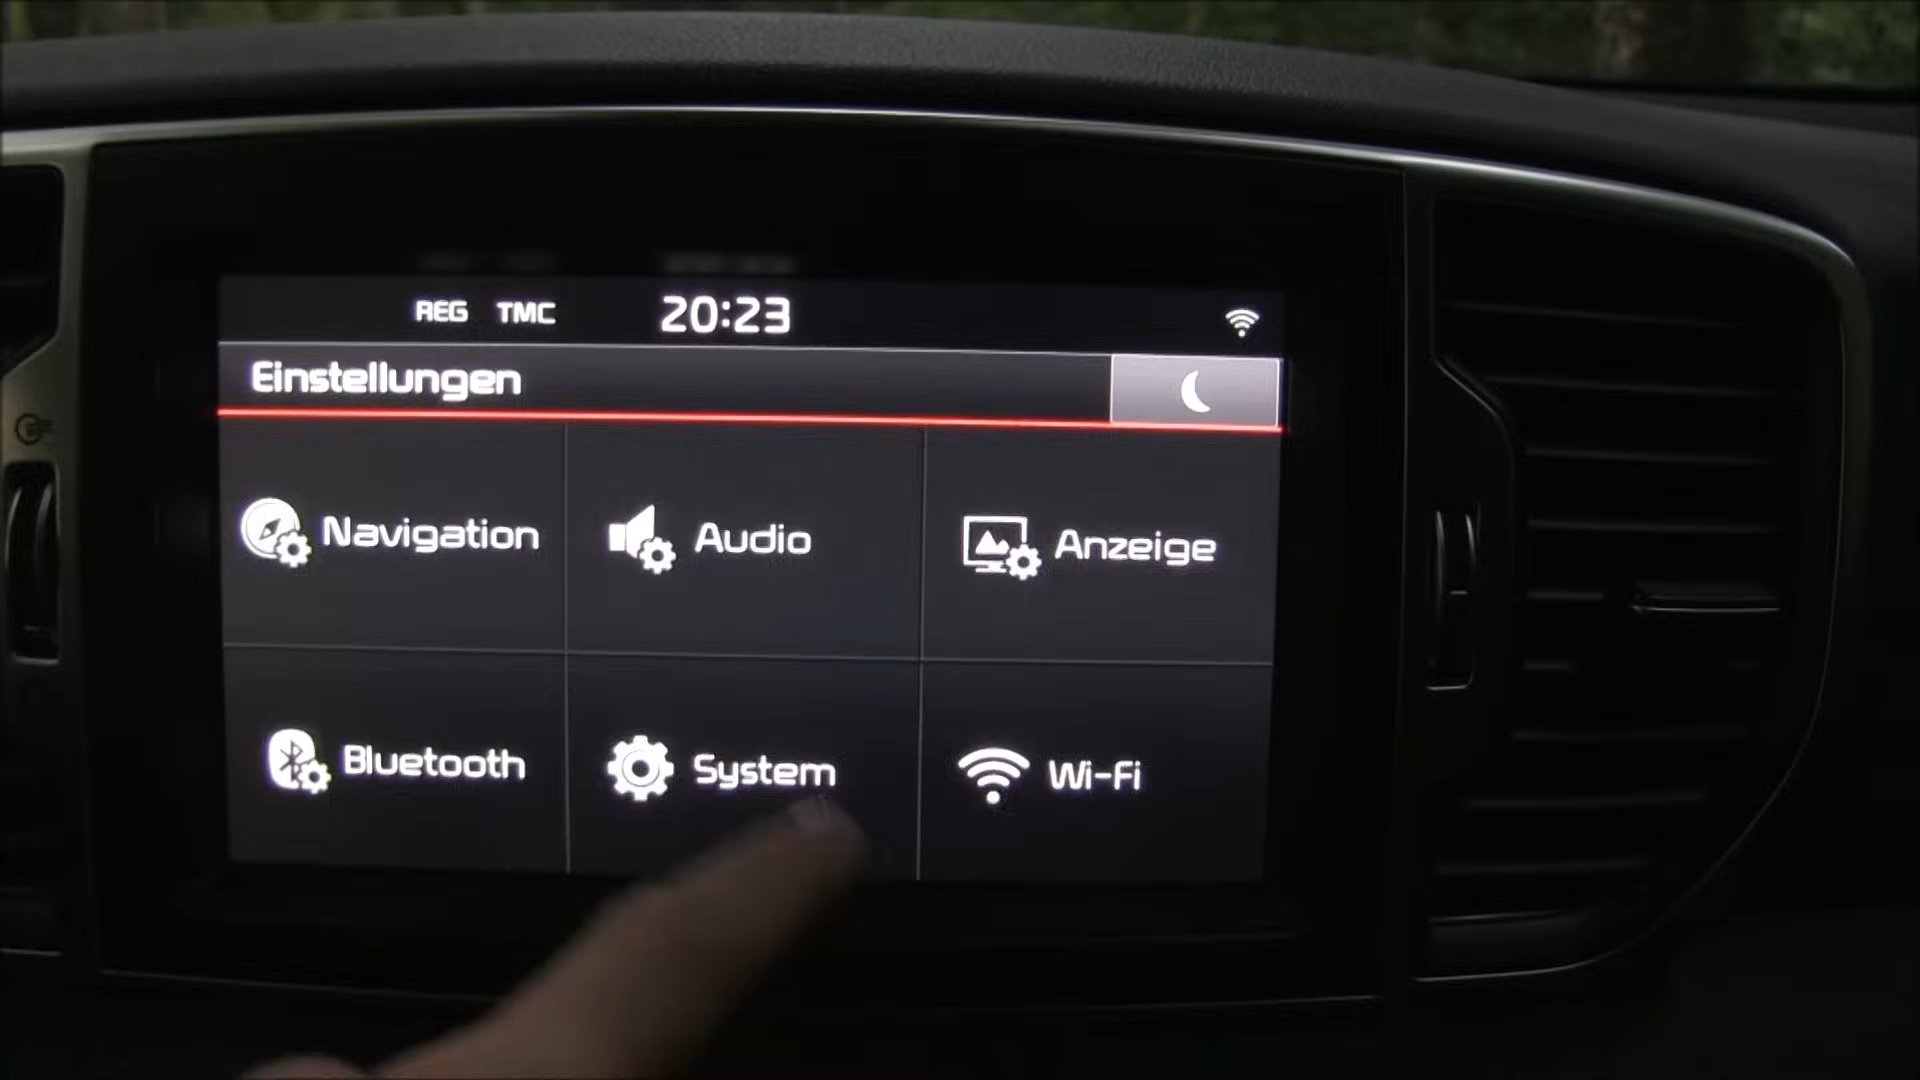 REG TMC 20:23
Einstellungen
Navigation Audio Anzeige
Bluetooth System Wi-Fi